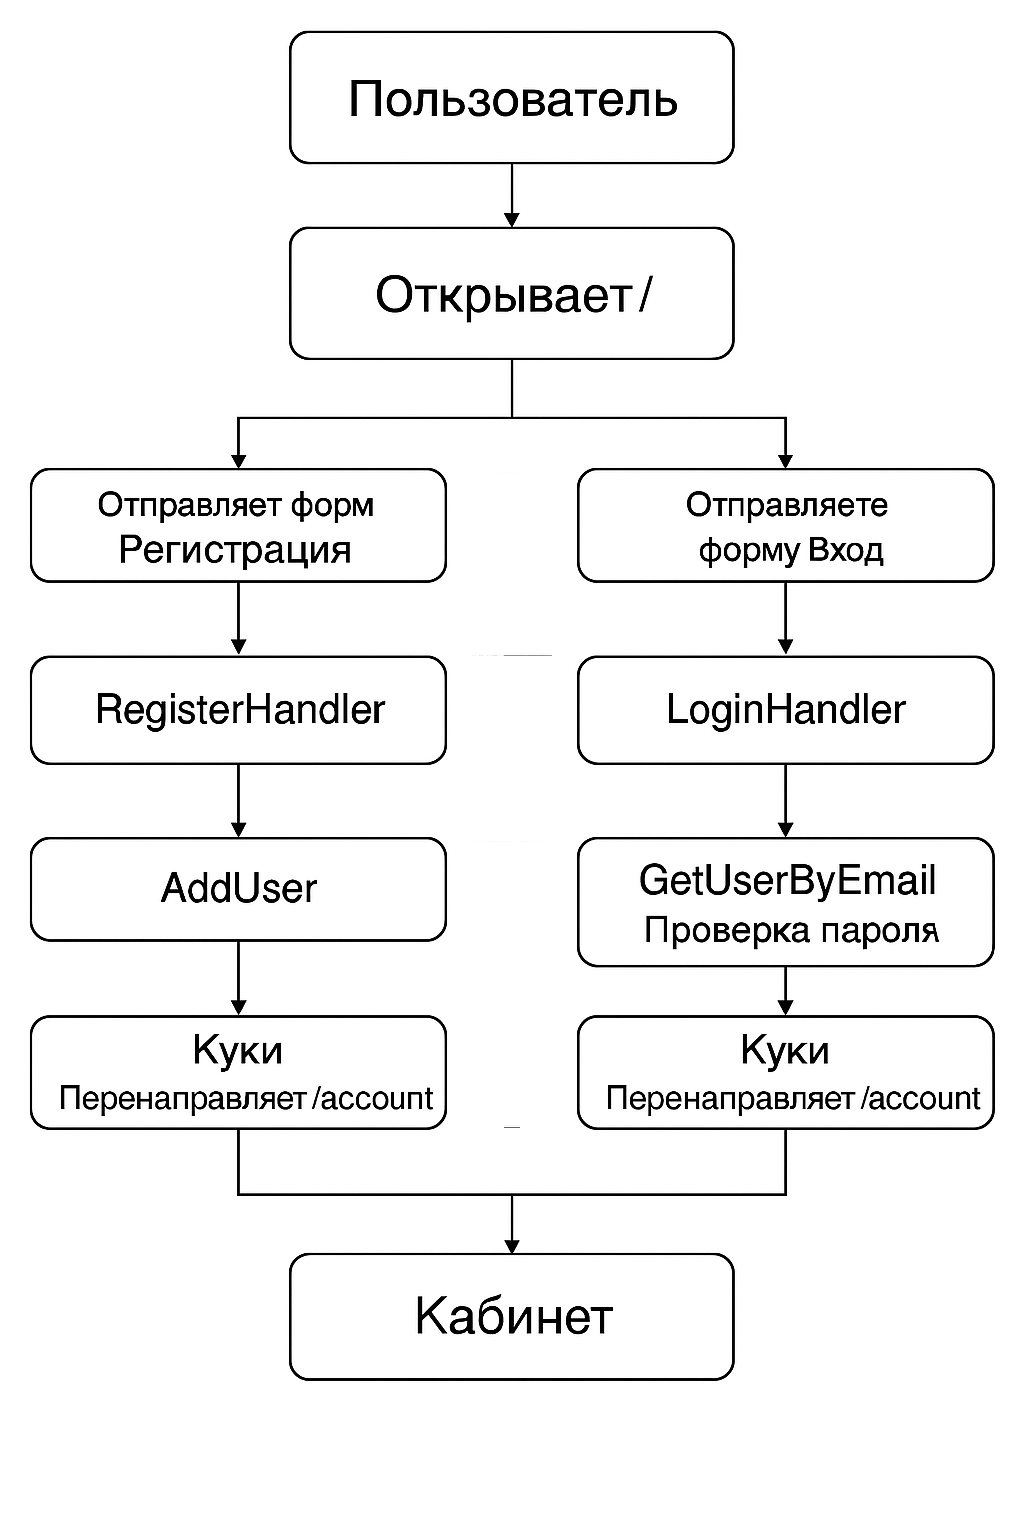 Пользователь
Открывает /
Отправляет форм
Регистрация
Отправляете
форму Вход
RegisterHandler
LoginHandler
AddUser
GetUserByEmail
Проверка пароля
Куки
Перенаправляет /account
Куки
Перенаправляет /account
Кабинет